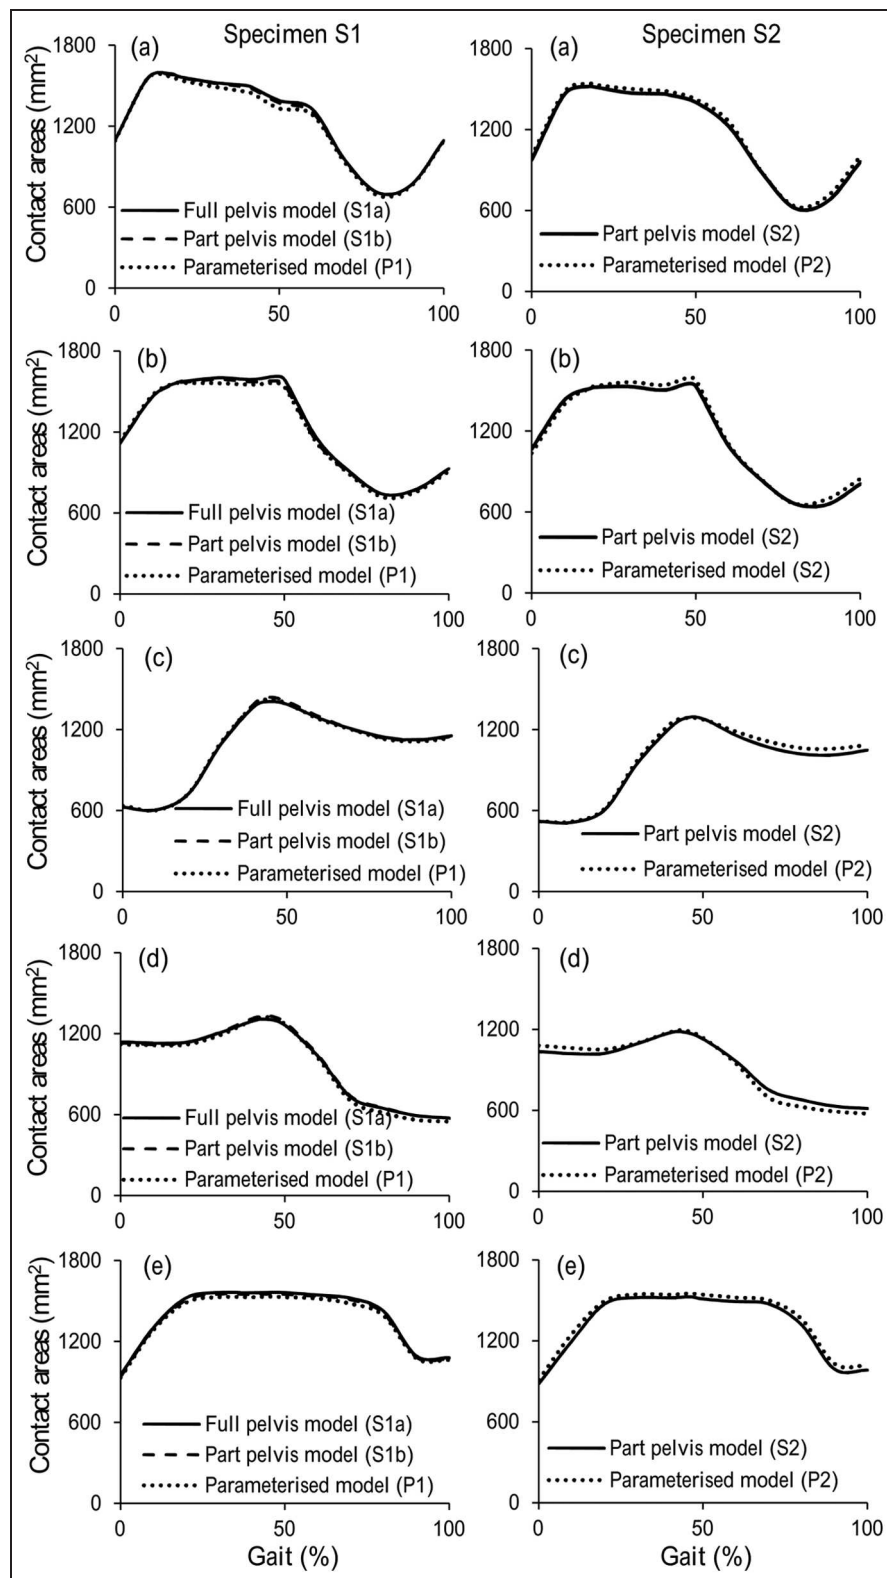 Specimen S1
Specimen S2
(a)
Contact areas (mm²)
1800
1200
600
0
Full pelvis model (S1a)
Part pelvis model (S1b)
Parameterised model (P1)
0
50
100
(a)
1800
1200
600
0
Part pelvis model (S2)
Parameterised model (P2)
0
50
100
(b)
Contact areas (mm²)
1800
1200
600
0
Full pelvis model (S1a)
Part pelvis model (S1b)
Parameterised model (P1)
0
50
100
(b)
1800
1200
600
0
Part pelvis model (S2)
Parameterised model (S2)
0
50
100
(c)
Contact areas (mm²)
1800
1200
600
0
Full pelvis model (S1a)
Part pelvis model (S1b)
Parameterised model (P1)
0
50
100
(c)
1800
1200
600
0
Part pelvis model (S2)
Parameterised model (P2)
0
50
100
(d)
Contact areas (mm²)
1800
1200
600
0
Full pelvis model (S1a)
Part pelvis model (S1b)
Parameterised model (P1)
0
50
100
(d)
1800
1200
600
0
Part pelvis model (S2)
Parameterised model (P2)
0
50
100
(e)
Contact areas (mm²)
1800
1200
600
0
Full pelvis model (S1a)
Part pelvis model (S1b)
Parameterised model (P1)
0
50
100
Gait (%)
(e)
1800
1200
600
0
Part pelvis model (S2)
Parameterised model (P2)
0
50
100
Gait (%)